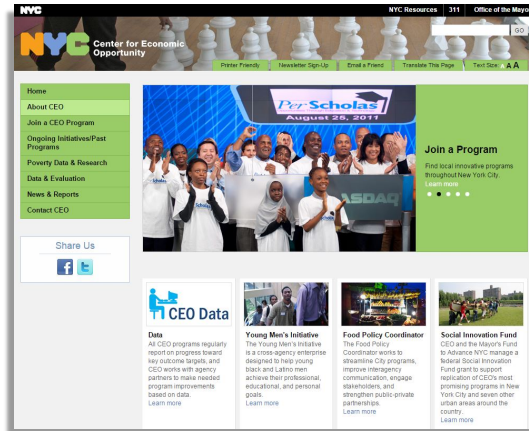 NYC
NYC Resources
311
Office of the Mayo
GO
NYC Center for Economic
Opportunity
Printer Friendly
Newsletter Sign-Up
Email a Friend
Translate This Page
Text Size: A A A
Home
About CEO
Join a CEO Program
Ongoing Initiatives/Past
Programs
Poverty Data & Research
Data & Evaluation
News & Reports
Contact CEO
Share Us
Per Scholas
August 25, 2011
NASDAQ
Join a Program
Find local innovative programs
throughout New York City.
Learn more
CEO Data
Data
All CEO programs regularly
report on progress toward
key outcome targets, and
CEO works with agency
partners to make needed
program improvements
based on data.
Learn more
Young Men's Initiative
The Young Men's Initiative
is a cross-agency enterprise
designed to help young
black and Latino men
achieve their professional,
educational, and personal
goals.
Learn more
Food Policy Coordinator
The Food Policy
Coordinator works to
streamline City programs,
improve interagency
communication, engage
stakeholders, and
strengthen public-private
partnerships.
Learn more
Social Innovation Fund
CEO and the Mayor's Fund
to Advance NYC manage a
federal Social Innovation
Fund grant to support
replication of CEO's most
promising programs in New
York City and seven other
urban areas around the
country.
Learn more